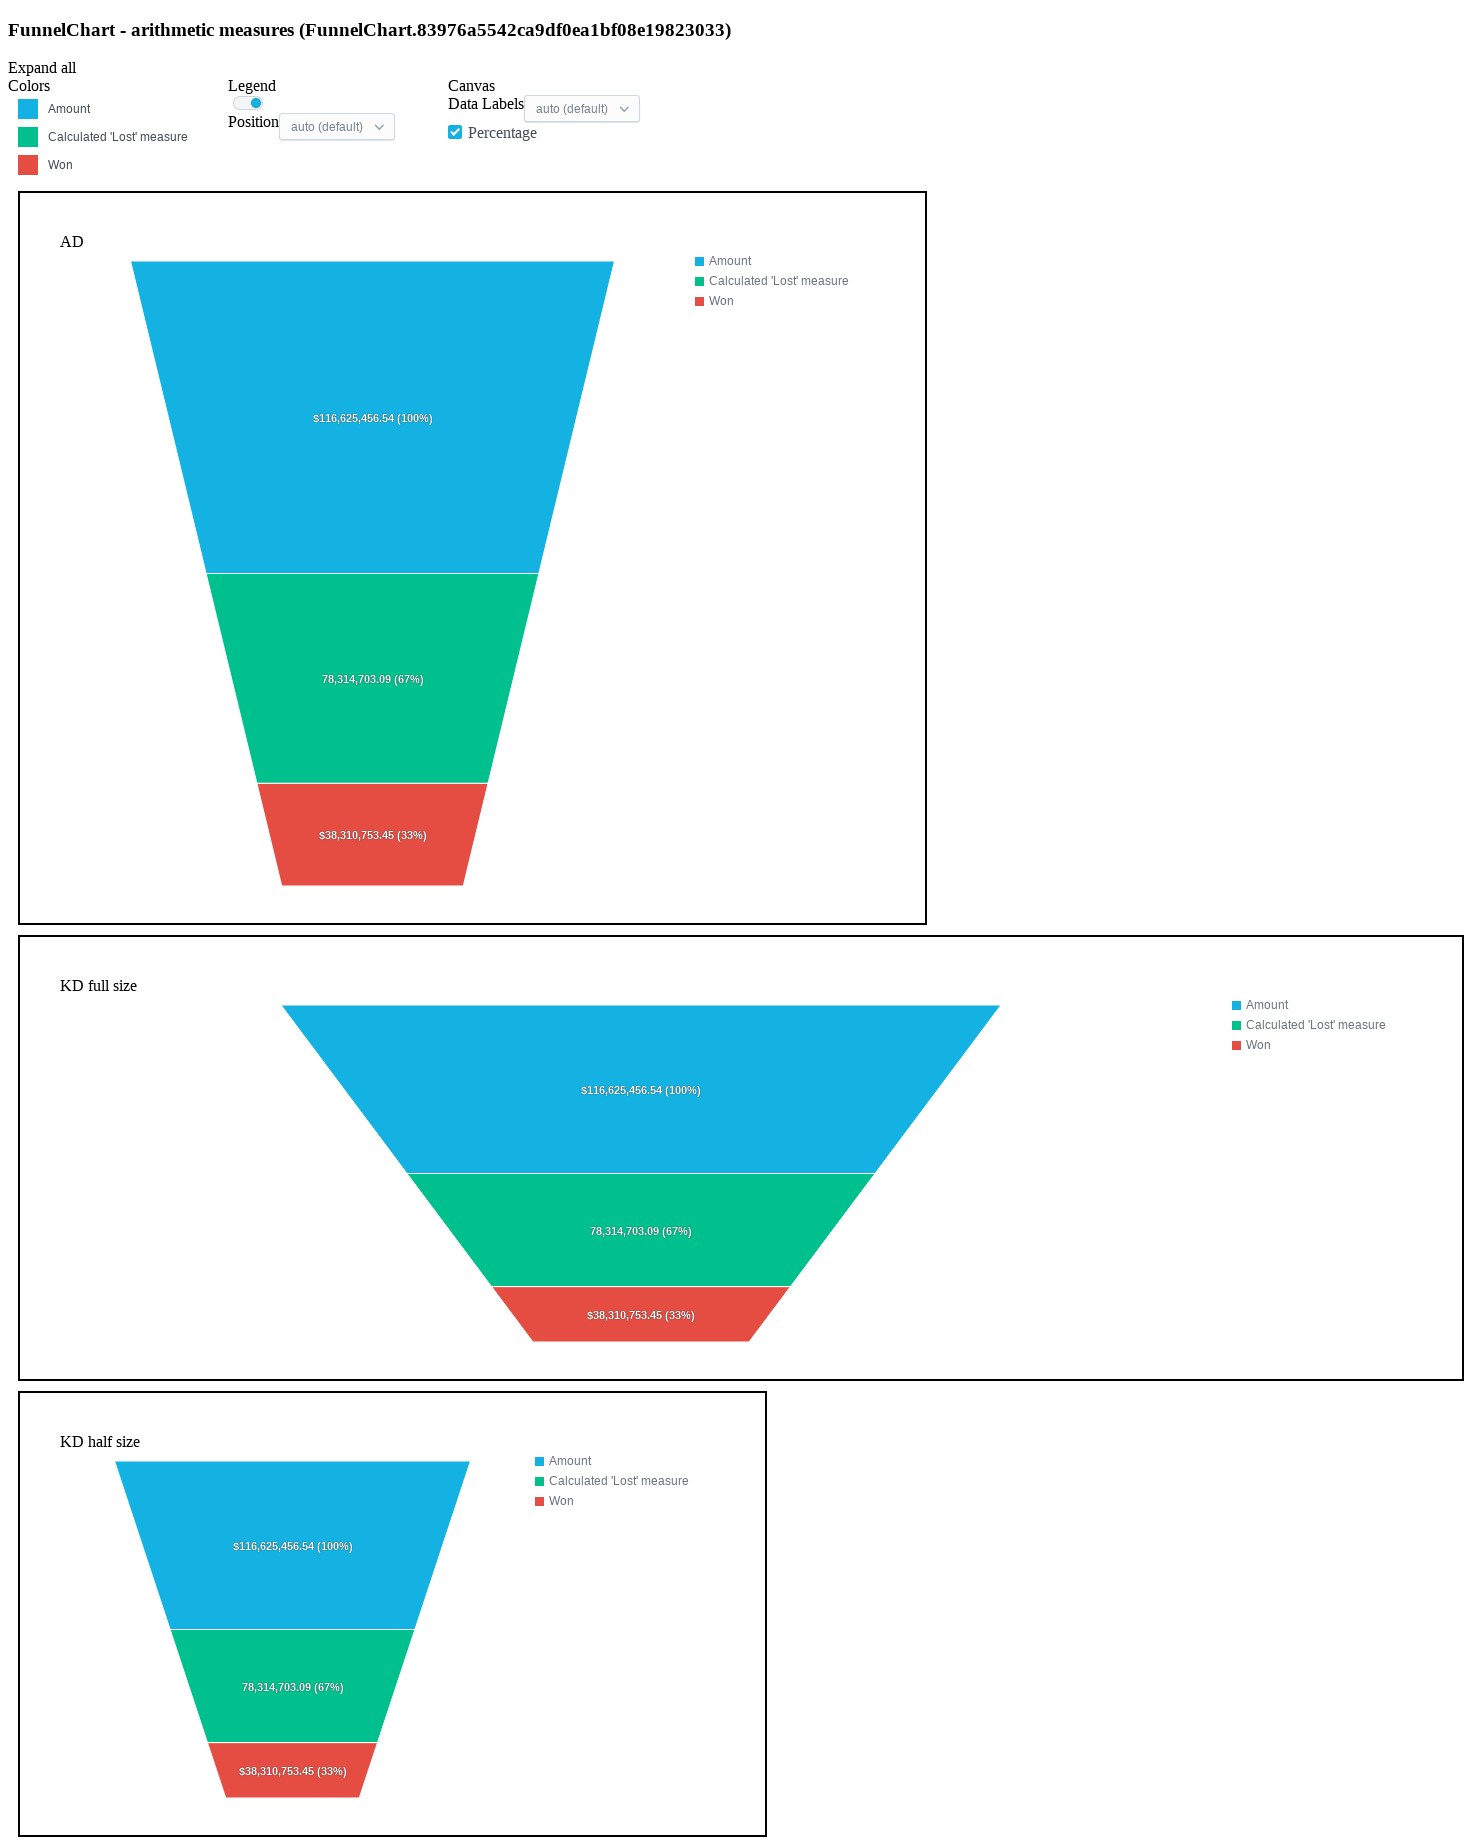 FunnelChart - arithmetic measures (FunnelChart.83976a5542ca9df0ea1bf08e19823033)
Expand all
Colors
Amount
Calculated 'Lost' measure
Won
Legend
Position auto (default)
Canvas
Data Labels auto (default)
Percentage
AD
$116,625,456.54 (100%)
78,314,703.09 (67%)
$38,310,753.45 (33%)
Amount
Calculated 'Lost' measure
Won
KD full size
$116,625,456.54 (100%)
78,314,703.09 (67%)
$38,310,753.45 (33%)
Amount
Calculated 'Lost' measure
Won
KD half size
$116,625,456.54 (100%)
78,314,703.09 (67%)
$38,310,753.45 (33%)
Amount
Calculated 'Lost' measure
Won